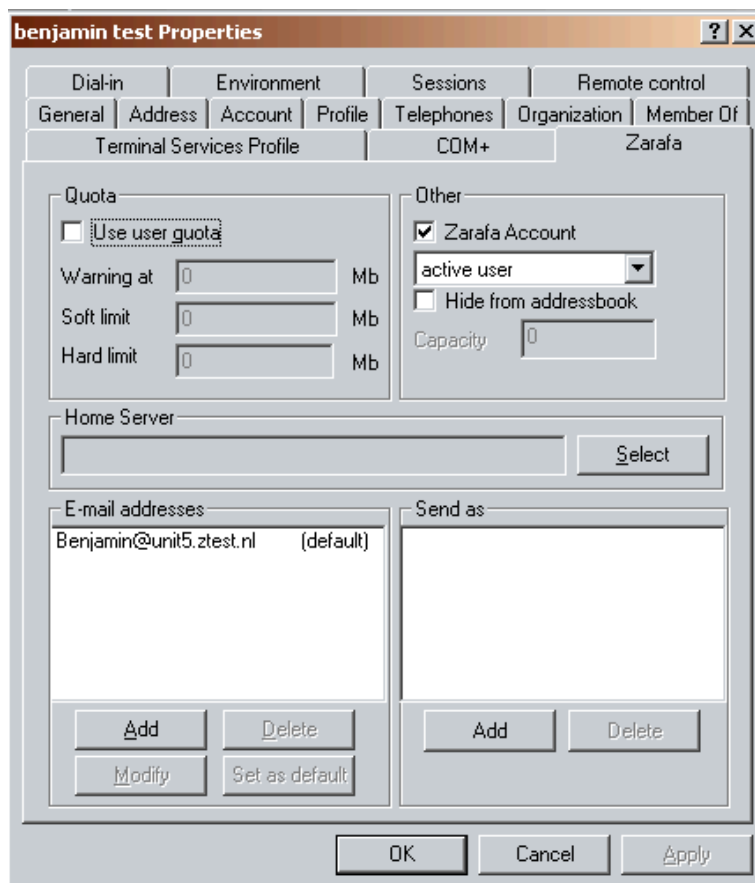 benjamin test Properties
Dial-in Environment Sessions Remote control
General Address Account Profile Telephones Organization Member Of
Terminal Services Profile COM+ Zarafa
Quota
Use user quota
Warning at 0 Mb
Soft limit 0 Mb
Hard limit 0 Mb
Other
Zarafa Account
active user
Hide from addressbook
Capacity 0
Home Server
Select
E-mail addresses
Benjamin@unit5.ztest.nl (default)
Add Delete
Modify Set as default
Send as
Add Delete
OK Cancel Apply